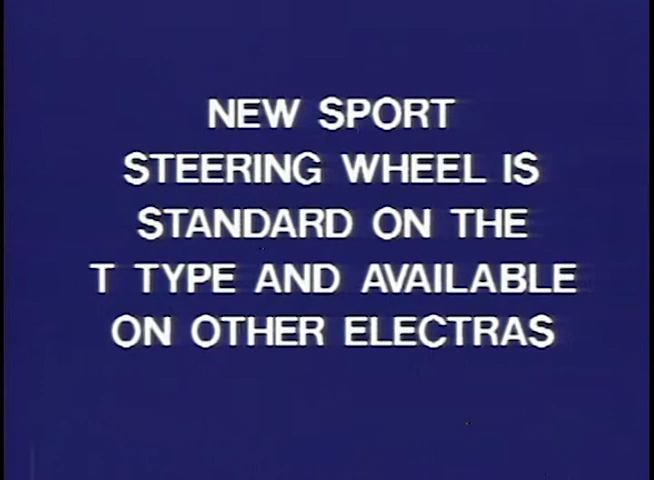 NEW SPORT
STEERING WHEEL IS
STANDARD ON THE
T TYPE AND AVAILABLE
ON OTHER ELECTRAS